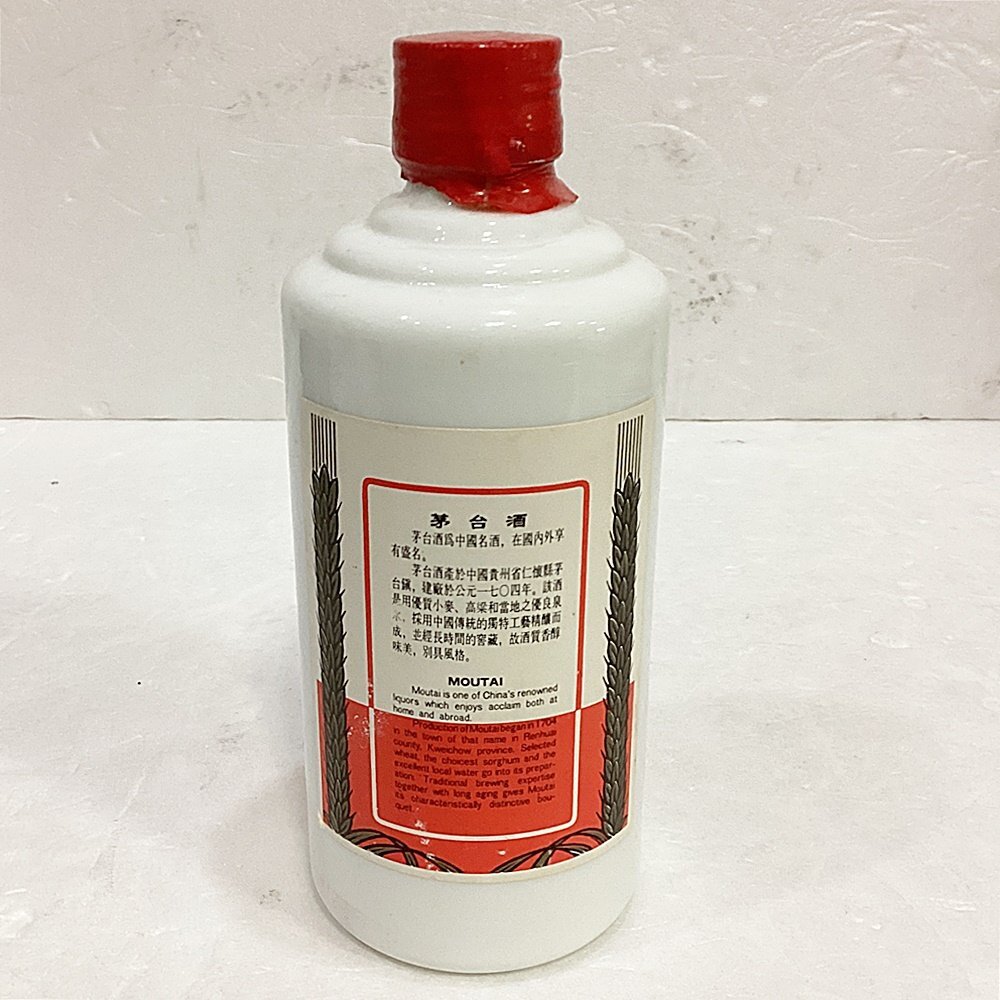 茅台酒
茅台酒爲中國名酒，在國內外享
有盛名。
茅台酒產於中國貴州省仁懷縣茅
台鎮，建廠於公元一七〇四年。該酒
是用優質小麥、高梁和當地之優良泉
水，採用中國傳統的獨特工藝精釀而
成，並經長時間的窖藏，故酒質香醇
味美，別具風格。
MOUTAI
Moutai is one of China's renowned
liquors which enjoys acclaim both at
home and abroad.
Production of Moutai began in 1704
in the town of that name in Renhuai
county, Kweichow province. Selected
wheat, the choicest sorghum and the
excellent local water go into its prepar-
ation. Traditional brewing expertise
together with long aging gives Moutai
its characteristically distinctive bou-
quet.